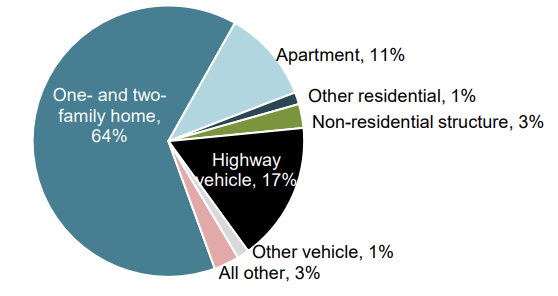 Apartment, 11%
One- and two-
family home,
64%
Other residential, 1%
Non-residential structure, 3%
Highway
vehicle, 17%
Other vehicle, 1%
All other, 3%